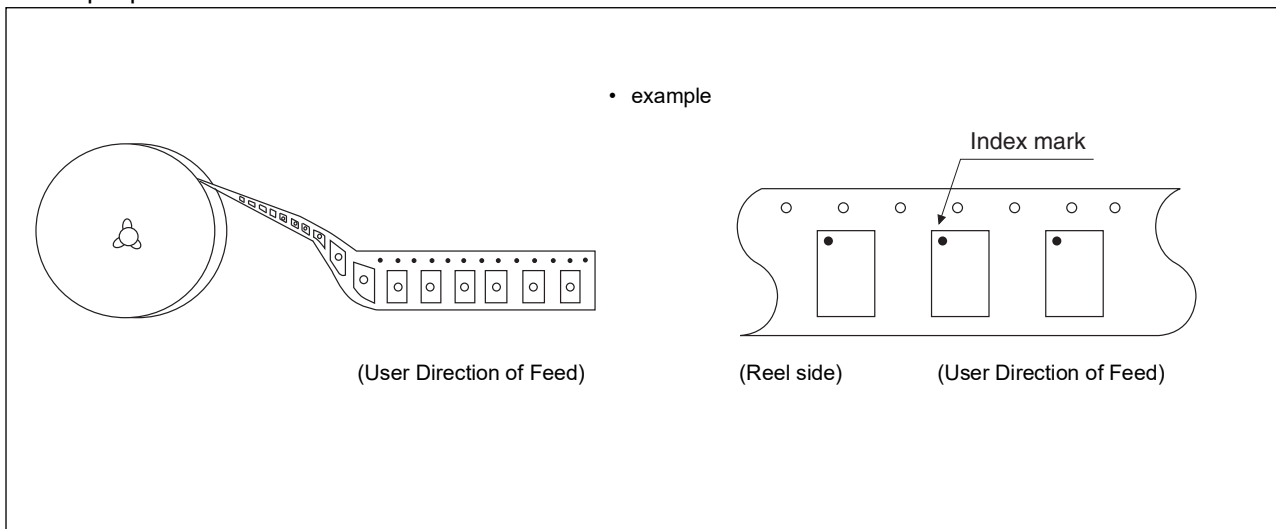 • example
Index mark
(User Direction of Feed)
(Reel side)
(User Direction of Feed)